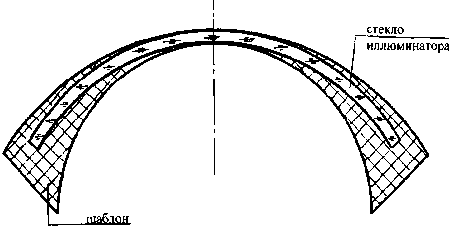 стекло
иллюминатора
шаблон